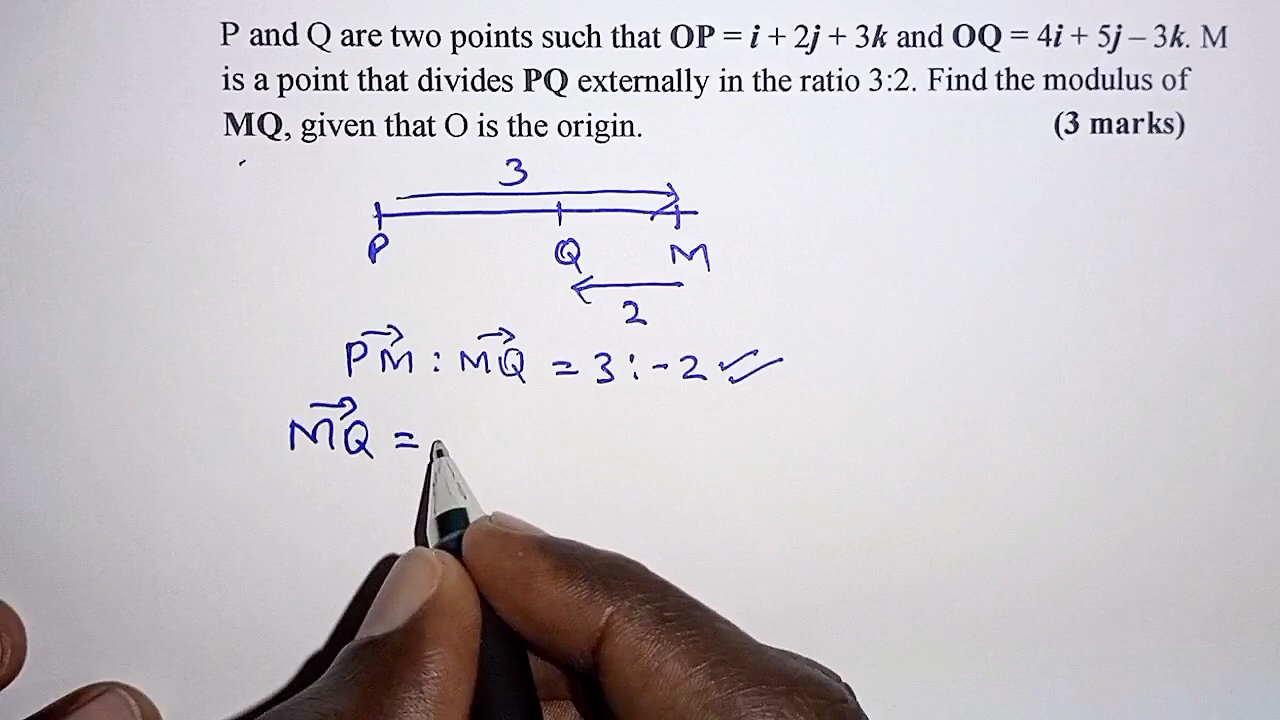 P and Q are two points such that OP = i + 2j + 3k and OQ = 4i + 5j – 3k. M
is a point that divides PQ externally in the ratio 3:2. Find the modulus of
MQ, given that O is the origin.
(3 marks)
3
P Q M
2
PM : MQ = 3 : -2 ✓✓
MQ =